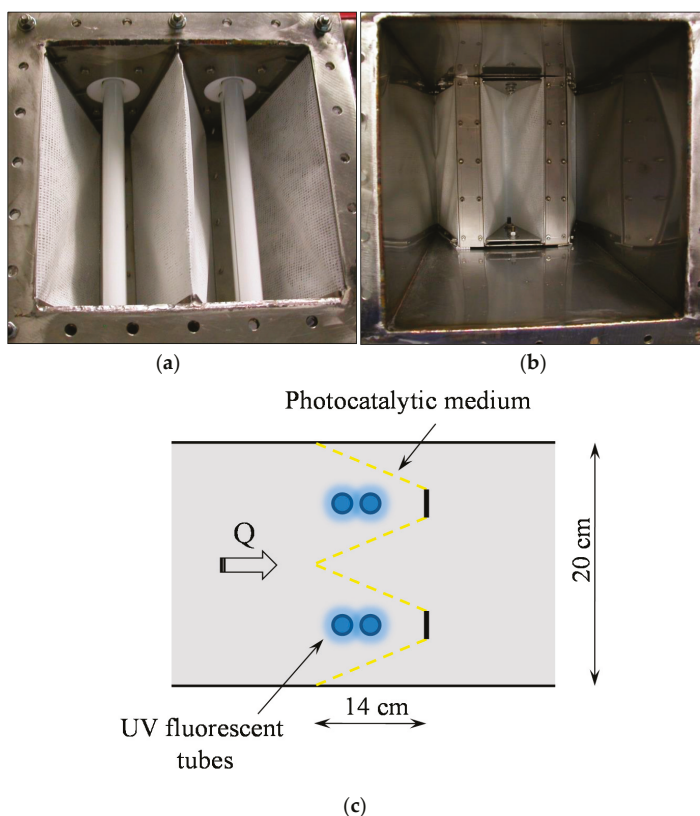 (a)
(b)
Photocatalytic medium
Q
20 cm
14 cm
UV fluorescent
tubes
(c)